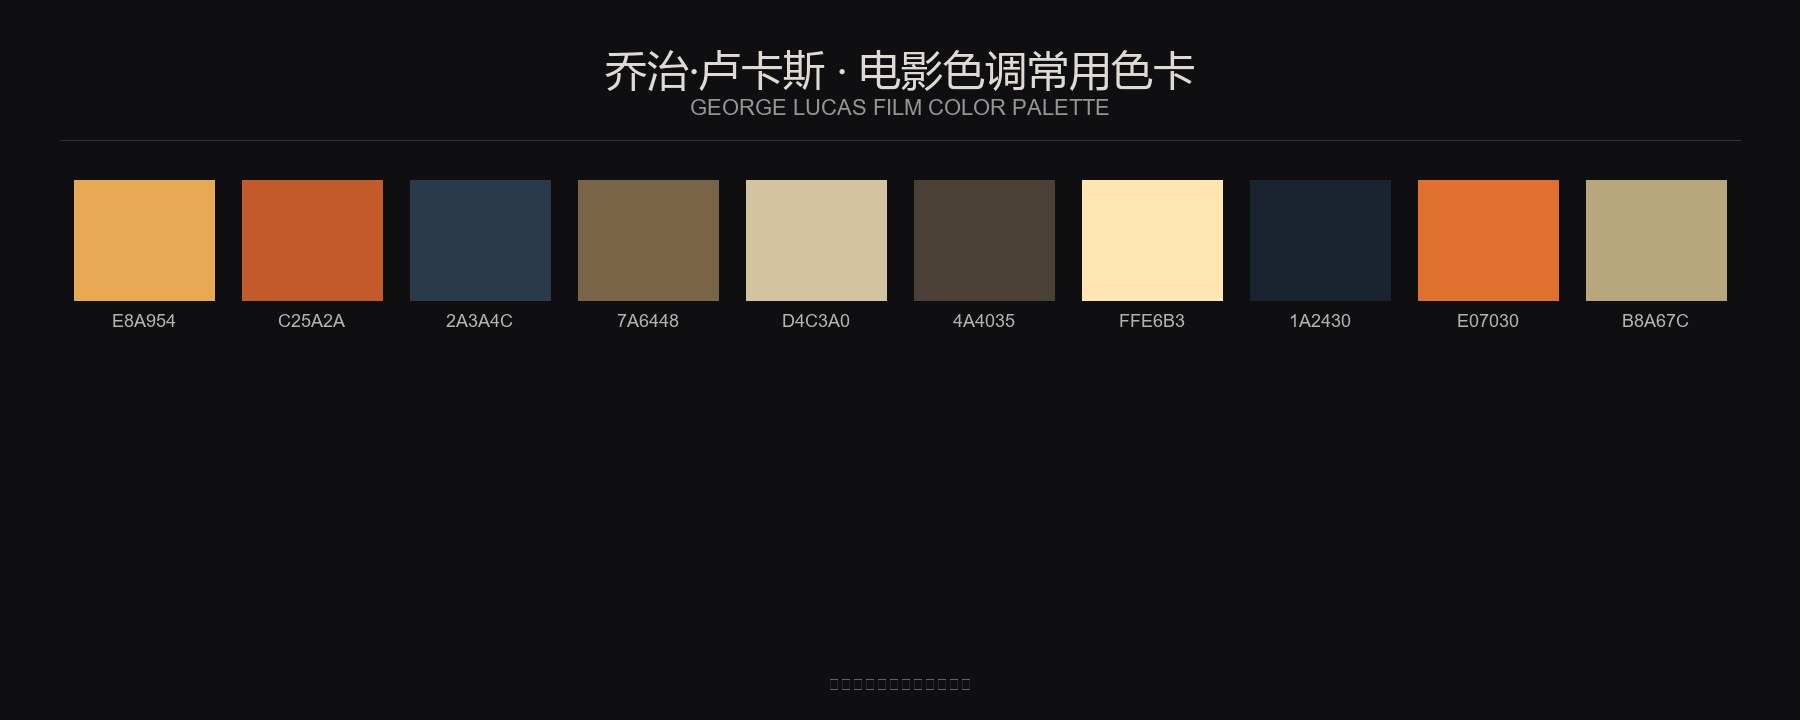 乔治·卢卡斯 · 电影色调常用色卡
GEORGE LUCAS FILM COLOR PALETTE
E8A954 C25A2A 2A3A4C 7A6448 D4C3A0 4A4035 FFE6B3 1A2430 E07030 B8A67C